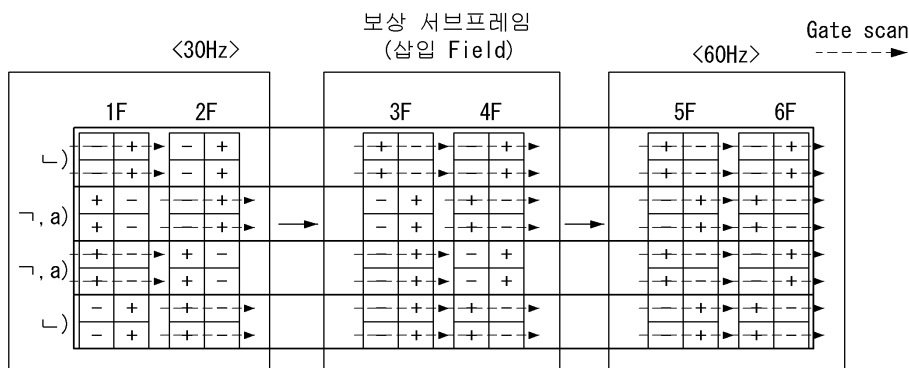 보상 서브프레임
Gate scan
<30Hz>
(삽입 Field)
<60Hz>
1F 2F 3F 4F 5F 6F
ㄴ) − + − + + − − + + − − +
− + − + + − − + + − − +
ㄱ,a) + − − + − + + − − + + −
+ − − + − + + − − + + −
ㄱ,a) + − + − − + − + + − − +
+ − + − − + − + + − − +
ㄴ) − + + − − + + − − + + −
− + + − − + + − − + + −